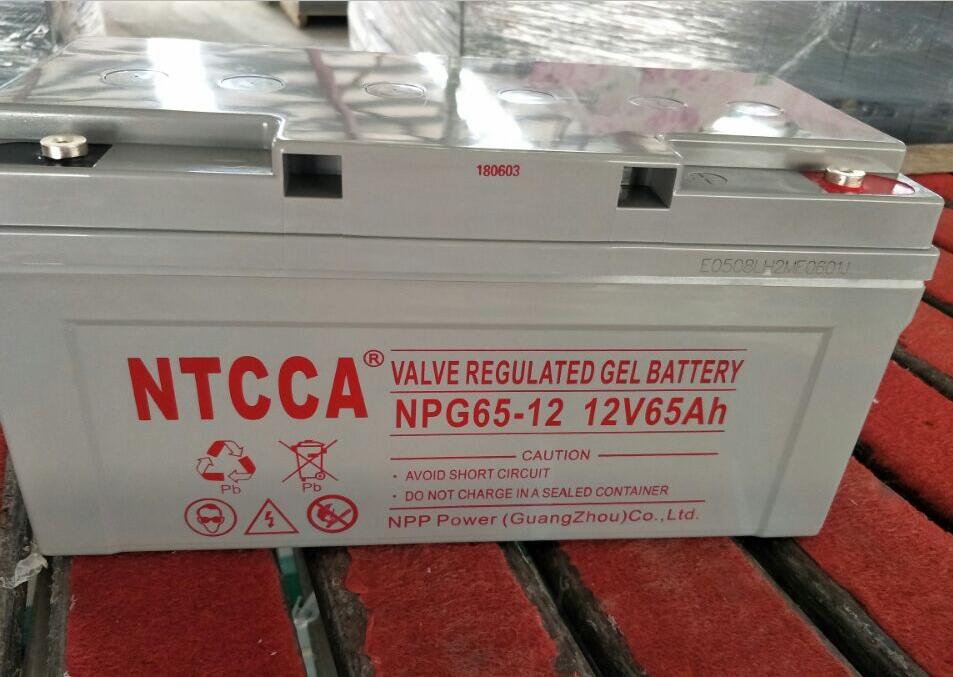 180603
E0508LH2ME0601J
NTCCA®
VALVE REGULATED GEL BATTERY
NPG65-12 12V65Ah
CAUTION
· AVOID SHORT CIRCUIT
· DO NOT CHARGE IN A SEALED CONTAINER
NPP Power (GuangZhou)Co.,Ltd.
Pb
Pb